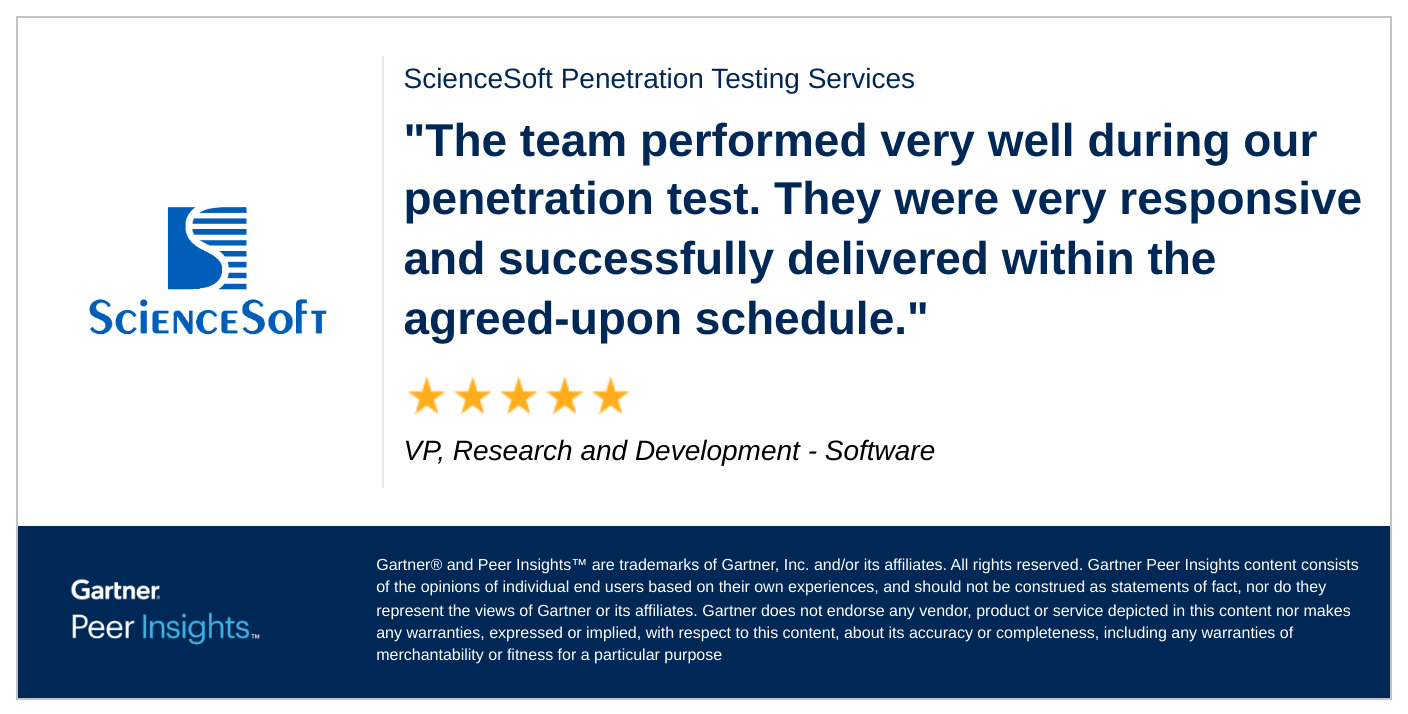 ScienceSoft Penetration Testing Services
"The team performed very well during our
penetration test. They were very responsive
and successfully delivered within the
agreed-upon schedule."
ScienceSoft
VP, Research and Development - Software
Gartner
Peer Insights™
Gartner® and Peer Insights™ are trademarks of Gartner, Inc. and/or its affiliates. All rights reserved. Gartner Peer Insights content consists
of the opinions of individual end users based on their own experiences, and should not be construed as statements of fact, nor do they
represent the views of Gartner or its affiliates. Gartner does not endorse any vendor, product or service depicted in this content nor makes
any warranties, expressed or implied, with respect to this content, about its accuracy or completeness, including any warranties of
merchantability or fitness for a particular purpose